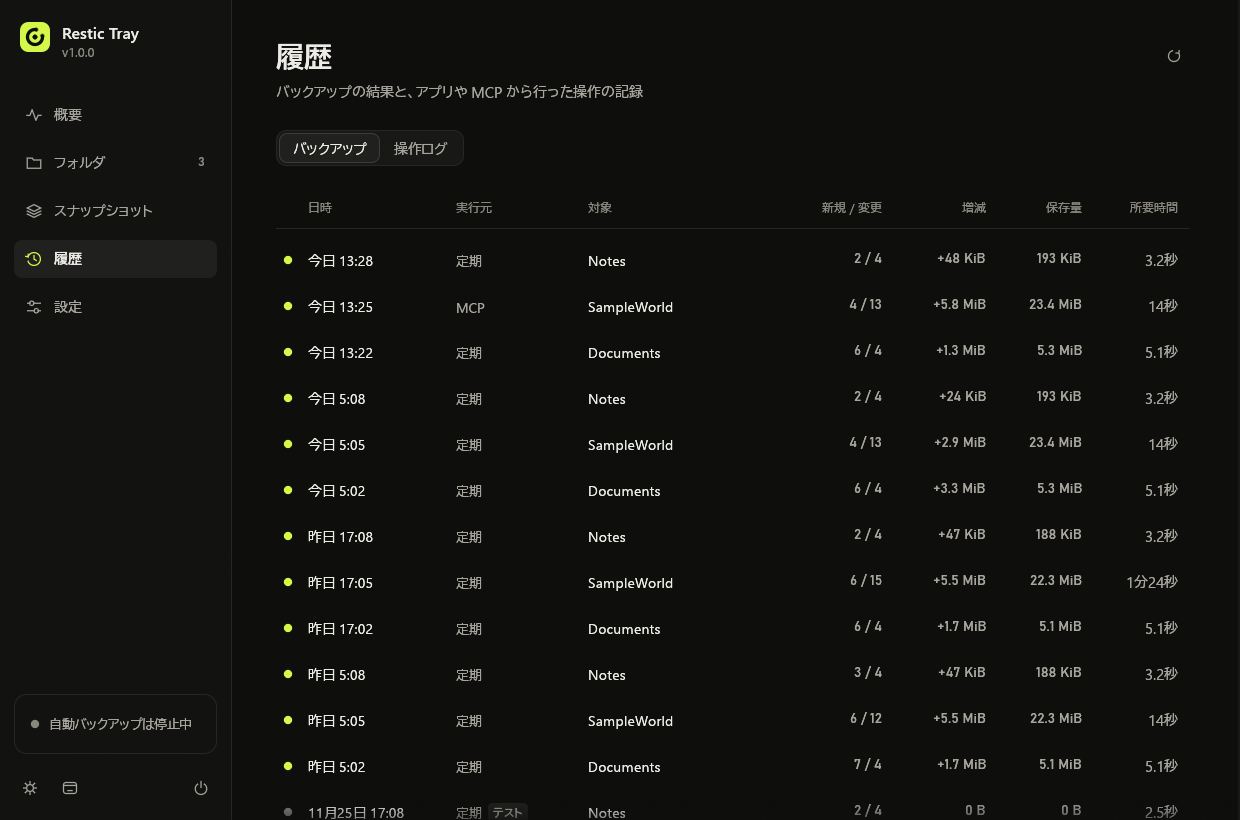 Restic Tray
v1.0.0
概要
フォルダ 3
スナップショット
履歴
設定
自動バックアップは停止中
履歴
バックアップの結果と、アプリや MCP から行った操作の記録
バックアップ 操作ログ
日時 実行元 対象 新規 / 変更 増減 保存量 所要時間
今日 13:28 定期 Notes 2 / 4 +48 KiB 193 KiB 3.2秒
今日 13:25 MCP SampleWorld 4 / 13 +5.8 MiB 23.4 MiB 14秒
今日 13:22 定期 Documents 6 / 4 +1.3 MiB 5.3 MiB 5.1秒
今日 5:08 定期 Notes 2 / 4 +24 KiB 193 KiB 3.2秒
今日 5:05 定期 SampleWorld 4 / 13 +2.9 MiB 23.4 MiB 14秒
今日 5:02 定期 Documents 6 / 4 +3.3 MiB 5.3 MiB 5.1秒
昨日 17:08 定期 Notes 2 / 4 +47 KiB 188 KiB 3.2秒
昨日 17:05 定期 SampleWorld 6 / 15 +5.5 MiB 22.3 MiB 1分24秒
昨日 17:02 定期 Documents 6 / 4 +1.7 MiB 5.1 MiB 5.1秒
昨日 5:08 定期 Notes 3 / 4 +47 KiB 188 KiB 3.2秒
昨日 5:05 定期 SampleWorld 6 / 12 +5.5 MiB 22.3 MiB 14秒
昨日 5:02 定期 Documents 7 / 4 +1.7 MiB 5.1 MiB 5.1秒
11月25日 17:08 定期 テスト Notes 2 / 4 0 B 0 B 2.5秒